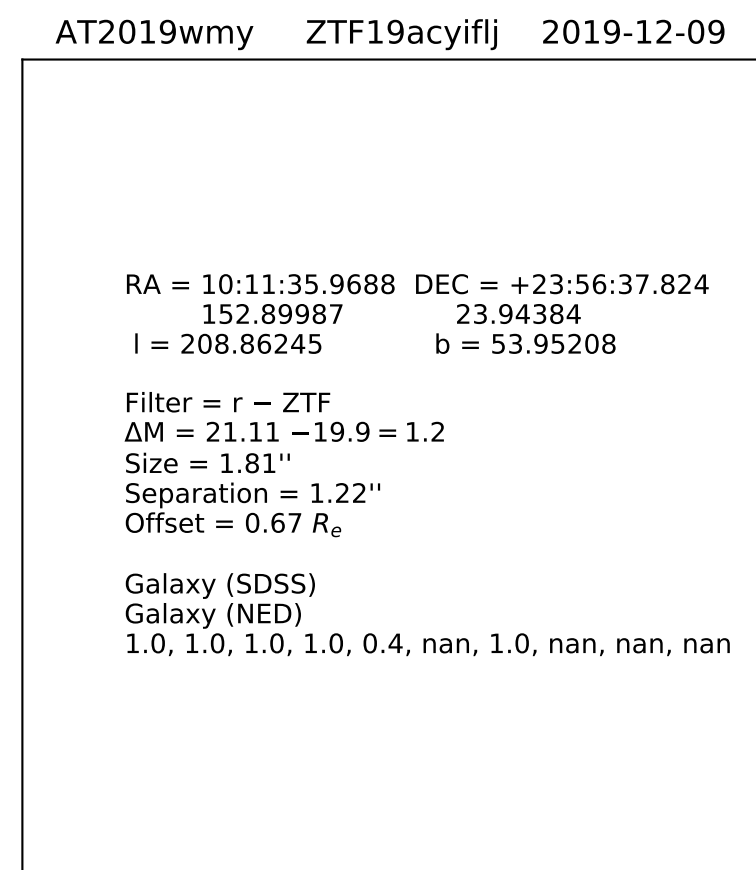 AT2019wmy ZTF19acyiflj 2019-12-09
RA = 10:11:35.9688 DEC = +23:56:37.824
152.89987 23.94384
l = 208.86245 b = 53.95208
Filter = r − ZTF
ΔM = 21.11 −19.9 = 1.2
Size = 1.81''
Separation = 1.22''
Offset = 0.67 Re
Galaxy (SDSS)
Galaxy (NED)
1.0, 1.0, 1.0, 1.0, 0.4, nan, 1.0, nan, nan, nan